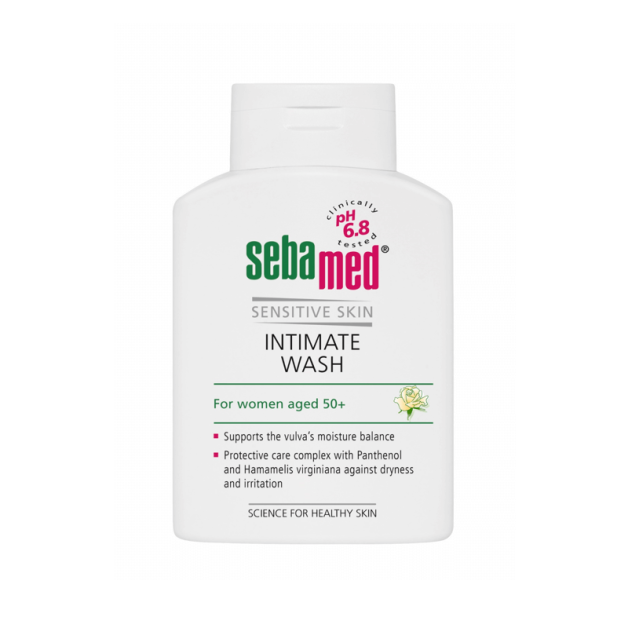 clinically
pH
6.8
tested
sebamed®
SENSITIVE SKIN
INTIMATE
WASH
For women aged 50+
Supports the vulva's moisture balance
Protective care complex with Panthenol
and Hamamelis virginiana against dryness
and irritation
SCIENCE FOR HEALTHY SKIN